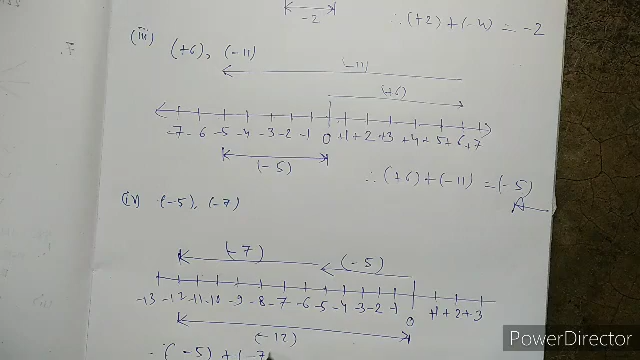 -2
∴ (+2) + (-4) = -2
(iii) (+6), (-11)
(-11)
(+6)
-7 -6 -5 -4 -3 -2 -1 0 +1 +2 +3 +4 +5 +6 +7
(-5)
∴ (+6) + (-11) = (-5)
(iv) (-5), (-7)
(-7) (-5)
-13 -12 -11 -10 -9 -8 -7 -6 -5 -4 -3 -2 -1 0 +1 +2 +3
(-12)
(-5) + (-7
PowerDirector